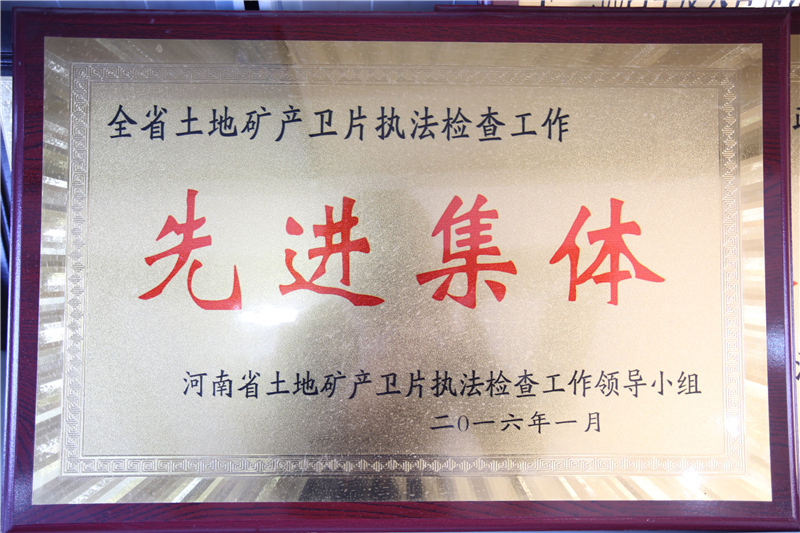 全省土地矿产卫片执法检查工作
先进集体
河南省土地矿产卫片执法检查工作领导小组
二0一六年一月